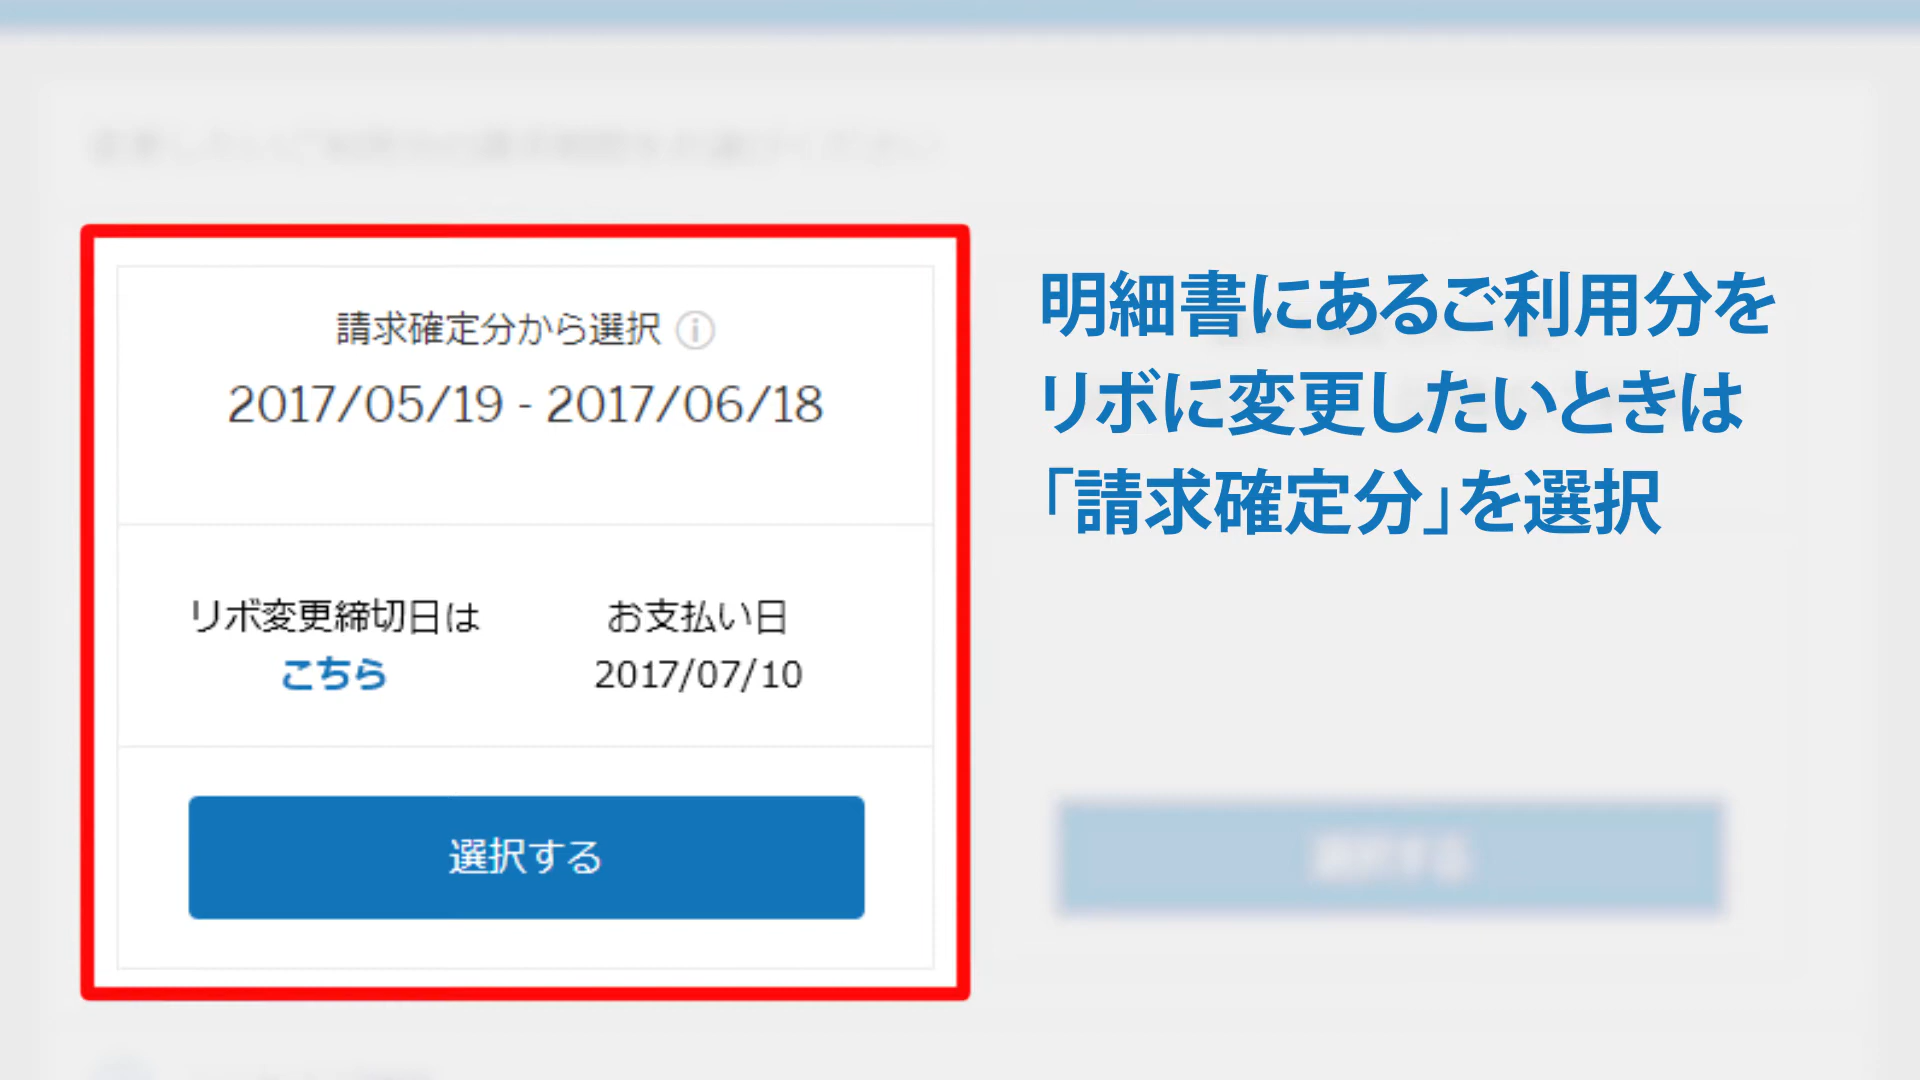 請求確定分から選択
2017/05/19 - 2017/06/18
リボ変更締切日は
こちら
お支払い日
2017/07/10
選択する
明細書にあるご利用分を
リボに変更したいときは
「請求確定分」を選択